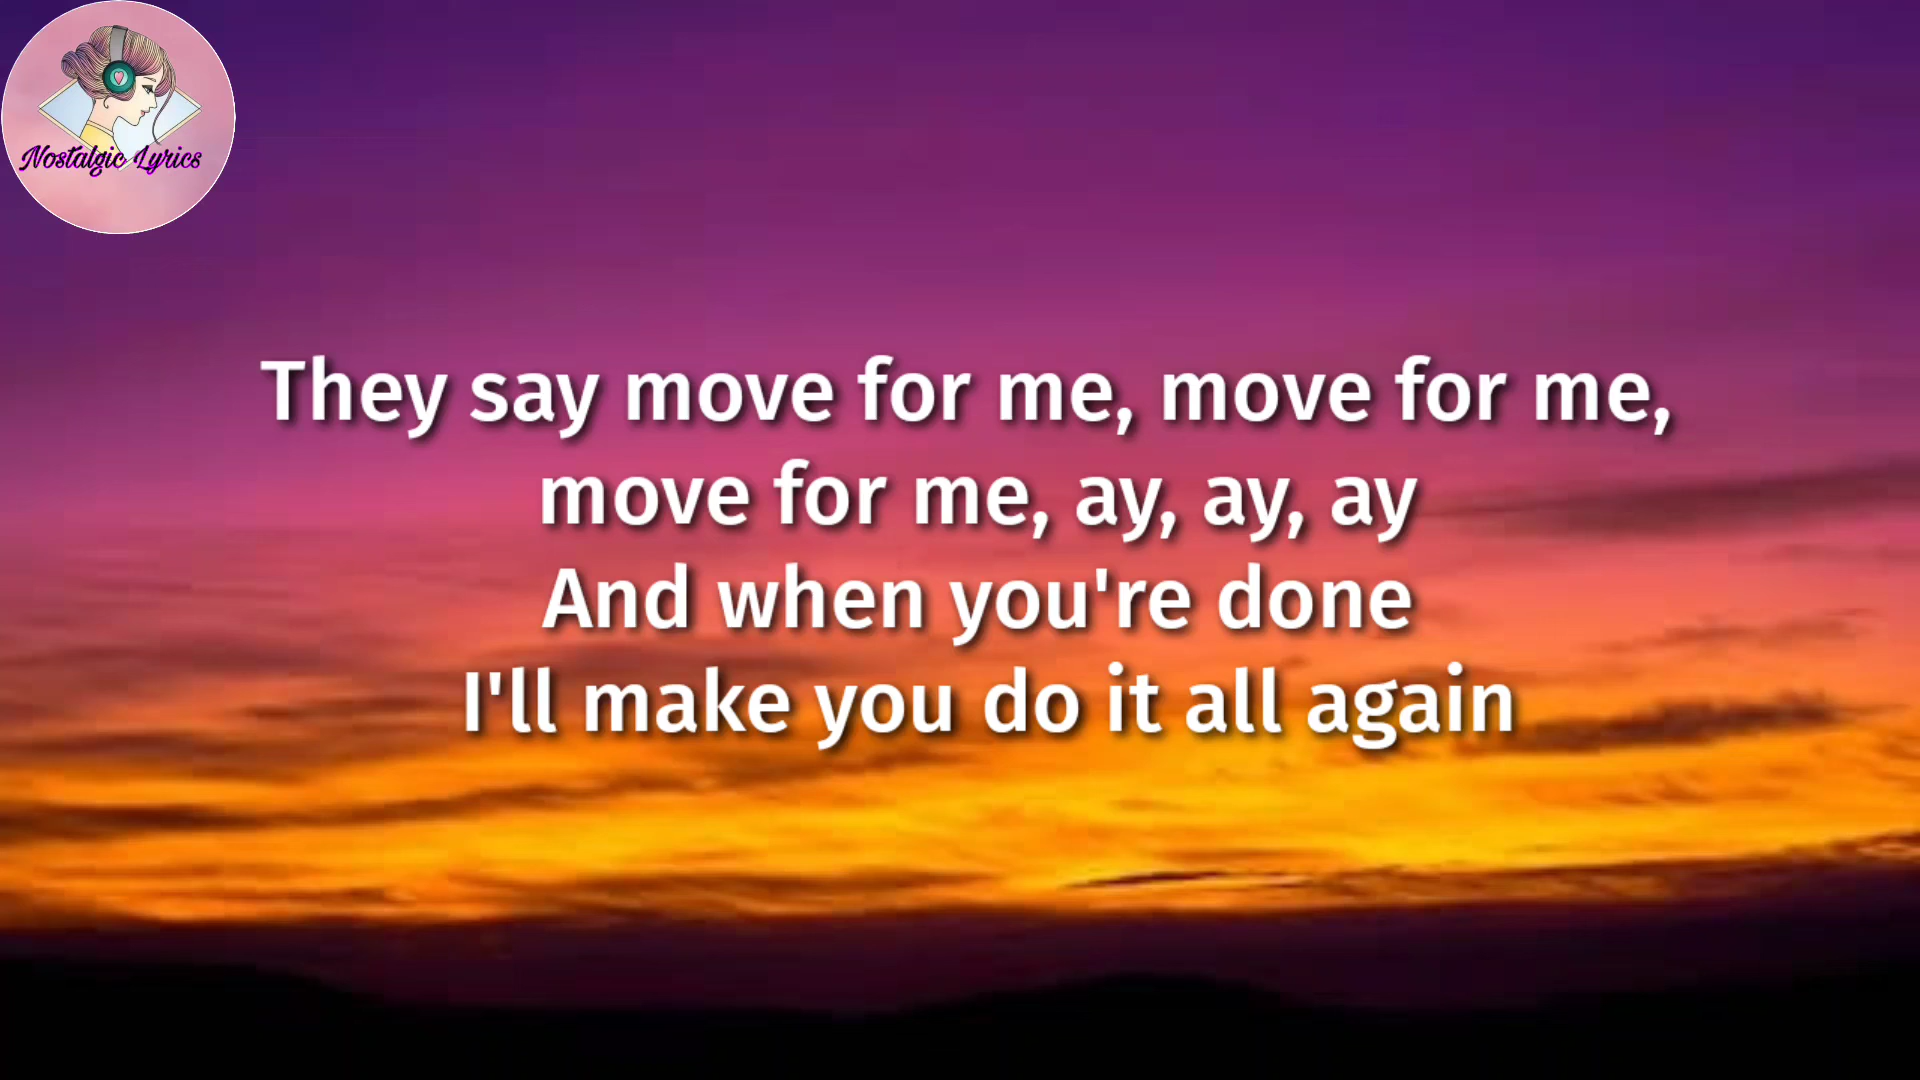 Nostalgic Lyrics
They say move for me, move for me,
move for me, ay, ay, ay
And when you're done
I'll make you do it all again